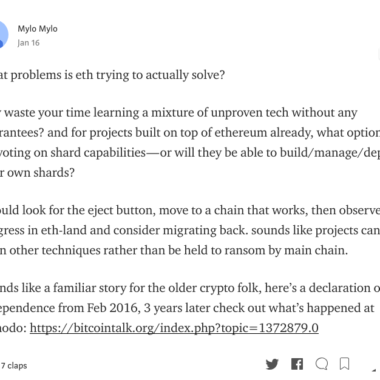 Mylo Mylo
Jan 16
at problems is eth trying to actually solve?
waste your time learning a mixture of unproven tech without any
rantees? and for projects built on top of ethereum already, what option
voting on shard capabilities—or will they be able to build/manage/de
r own shards?
uld look for the eject button, move to a chain that works, then observe
gress in eth-land and consider migrating back. sounds like projects can
n other techniques rather than be held to ransom by main chain.
nds like a familiar story for the older crypto folk, here's a declaration o
ependence from Feb 2016, 3 years later check out what's happened at
nodo: https://bitcointalk.org/index.php?topic=1372879.0
7 claps